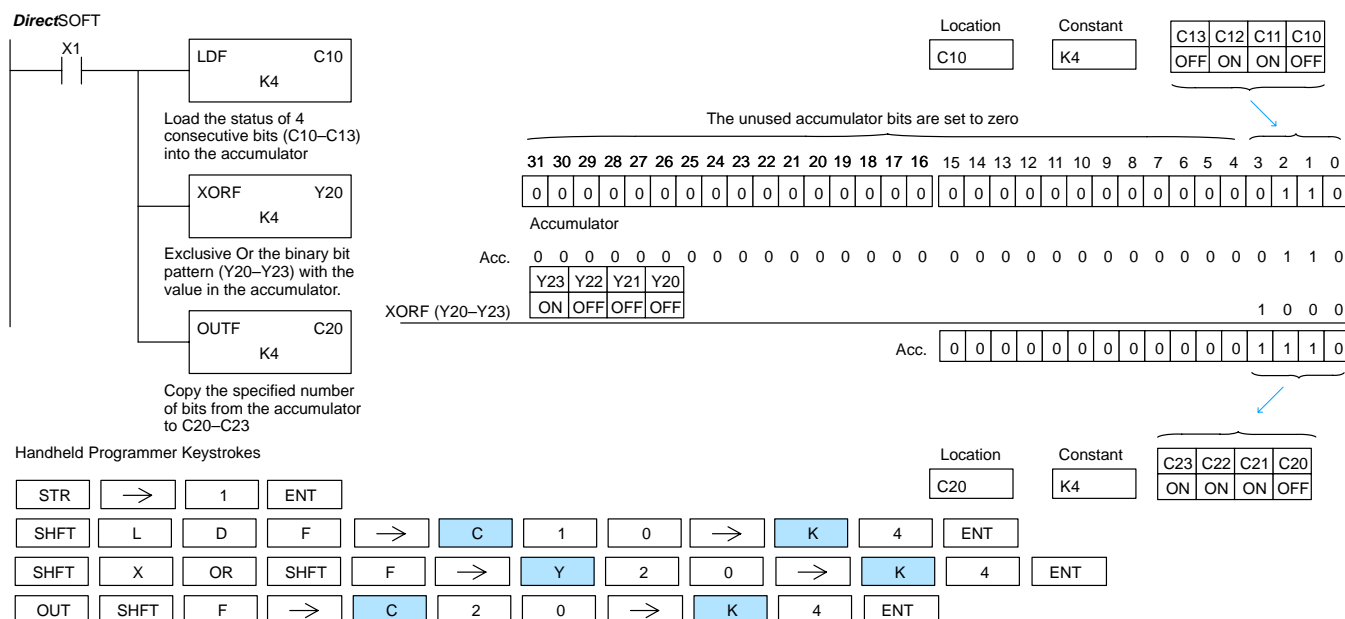 DirectSOFT
X1
LDF C10
K4
Load the status of 4
consecutive bits (C10–C13)
into the accumulator
XORF Y20
K4
Exclusive Or the binary bit
pattern (Y20–Y23) with the
value in the accumulator.
OUTF C20
K4
Copy the specified number
of bits from the accumulator
to C20–C23
Location Constant
C10 K4
C13 C12 C11 C10
OFF ON ON OFF
The unused accumulator bits are set to zero
31 30 29 28 27 26 25 24 23 22 21 20 19 18 17 16 15 14 13 12 11 10 9 8 7 6 5 4 3 2 1 0
0 0 0 0 0 0 0 0 0 0 0 0 0 0 0 0 0 0 0 0 0 0 0 0 0 0 0 0 0 1 1 0
Accumulator
Acc. 0 0 0 0 0 0 0 0 0 0 0 0 0 0 0 0 0 0 0 0 0 0 0 0 0 0 0 0 0 1 1 0
Y23 Y22 Y21 Y20
XORF (Y20–Y23) ON OFF OFF OFF 1 0 0 0
Acc. 0 0 0 0 0 0 0 0 0 0 0 0 1 1 1 0
Location Constant
C20 K4
C23 C22 C21 C20
ON ON ON OFF
Handheld Programmer Keystrokes
STR → 1 ENT
SHFT L D F → C 1 0 → K 4 ENT
SHFT X OR SHFT F → Y 2 0 → K 4 ENT
OUT SHFT F → C 2 0 → K 4 ENT